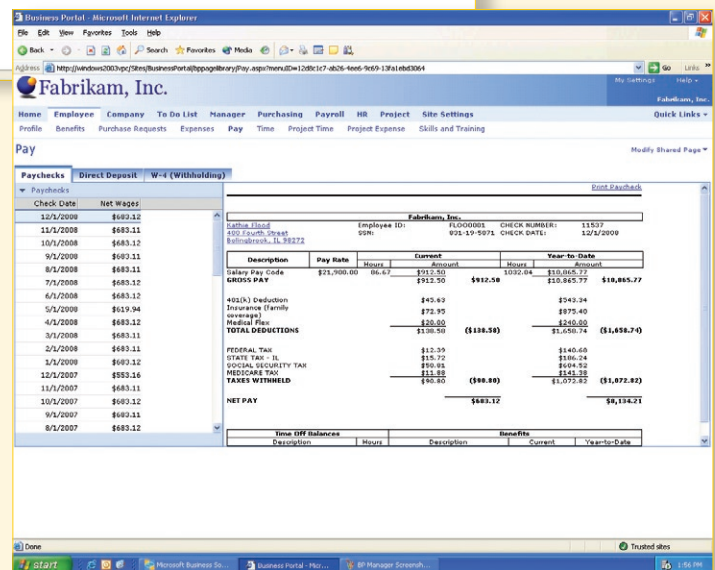 Business Portal - Microsoft Internet Explorer
File Edit View Favorites Tools Help
Back Search Favorites Media
Address http://windows2003vpc/Sites/BusinessPortal/bppagelibrary/Pay.aspx?menuID=12d8c1c7-ab26-4ee6-9c69-13fa1ebd3064 Go Links
Fabrikam, Inc.
My Settings Help
Fabrikam, Inc.
Home Employee Company To Do List Manager Purchasing Payroll HR Project Site Settings Quick Links
Profile Benefits Purchase Requests Expenses Pay Time Project Time Project Expense Skills and Training
Pay Modify Shared Page
Paychecks Direct Deposit W-4 (Withholding)
Paychecks
Check Date Net Wages
12/1/2008 $683.12
11/1/2008 $683.11
10/1/2008 $683.12
9/1/2008 $683.11
8/1/2008 $683.11
7/1/2008 $683.12
6/1/2008 $683.12
5/1/2008 $619.94
4/1/2008 $683.12
3/1/2008 $683.11
2/1/2008 $683.11
1/1/2008 $683.12
12/1/2007 $553.16
11/1/2007 $683.11
10/1/2007 $683.12
9/1/2007 $683.11
8/1/2007 $683.12
Print Paycheck
Fabrikam, Inc.
Kathie Flood Employee ID: FLOO0001 CHECK NUMBER: 11537
400 Fourth Street SSN: 931-19-5871 CHECK DATE: 12/1/2008
Bolingbrook, IL 98272
Description Pay Rate Current Year-to-Date
Hours Amount Hours Amount
Salary Pay Code $21,900.00 86.67 $912.50 1032.04 $10,865.77
GROSS PAY $912.50 $912.50 $10,865.77 $10,865.77
401(k) Deduction $45.63 $543.34
Insurance (family coverage) $72.95 $875.40
Medical Flex $20.00 $240.00
TOTAL DEDUCTIONS $138.58 ($138.58) $1,658.74 ($1,658.74)
FEDERAL TAX $12.39 $140.68
STATE TAX - IL $15.72 $186.24
SOCIAL SECURITY TAX $50.81 $604.52
MEDICARE TAX $11.88 $141.38
TAXES WITHHELD $90.80 ($90.80) $1,072.82 ($1,072.82)
NET PAY $683.12 $8,134.21
Time Off Balances Benefits
Description Hours Description Current Year-to-Date
Done Trusted sites
start Microsoft Business So... Business Portal - Micr... BP Manager Screensh... 1:56 PM